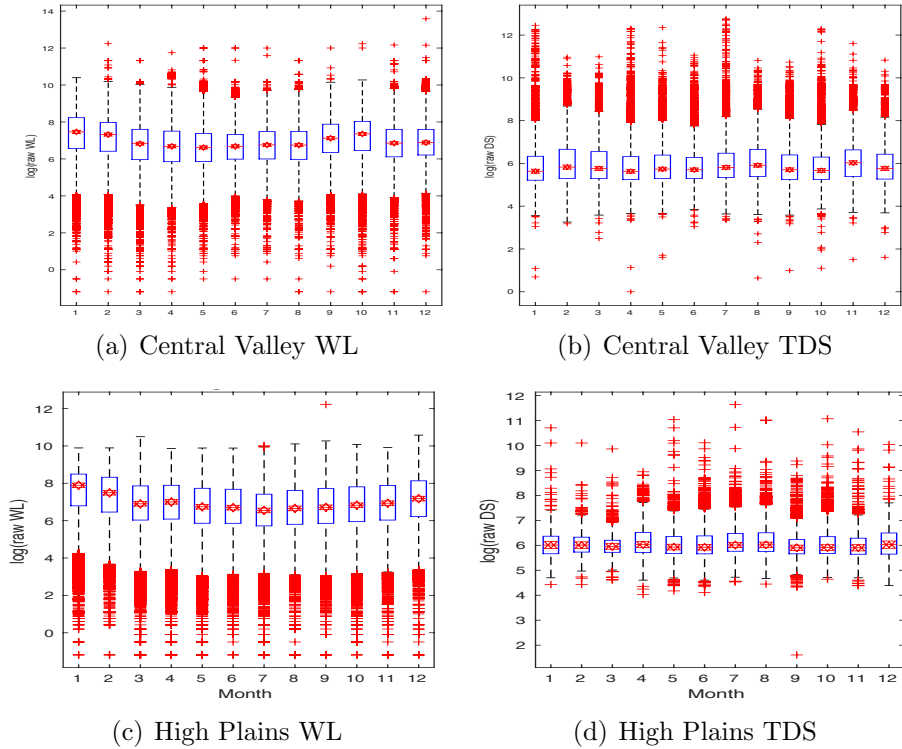 14
12
10
8
6
4
2
0
log(raw WL)
1 2 3 4 5 6 7 8 9 10 11 12
(a) Central Valley WL
12
10
8
6
4
2
0
log(raw DS)
1 2 3 4 5 6 7 8 9 10 11 12
(b) Central Valley TDS
12
10
8
6
4
2
0
log(raw WL)
1 2 3 4 5 6 7 8 9 10 11 12
Month
(c) High Plains WL
12
11
10
9
8
7
6
5
4
3
2
log(raw DS)
1 2 3 4 5 6 7 8 9 10 11 12
Month
(d) High Plains TDS